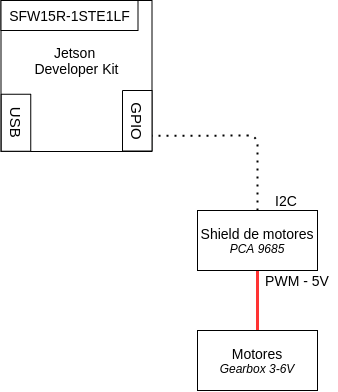 SFW15R-1STE1LF
Jetson
Developer Kit
USB
GPIO
I2C
Shield de motores
PCA 9685
PWM - 5V
Motores
Gearbox 3-6V